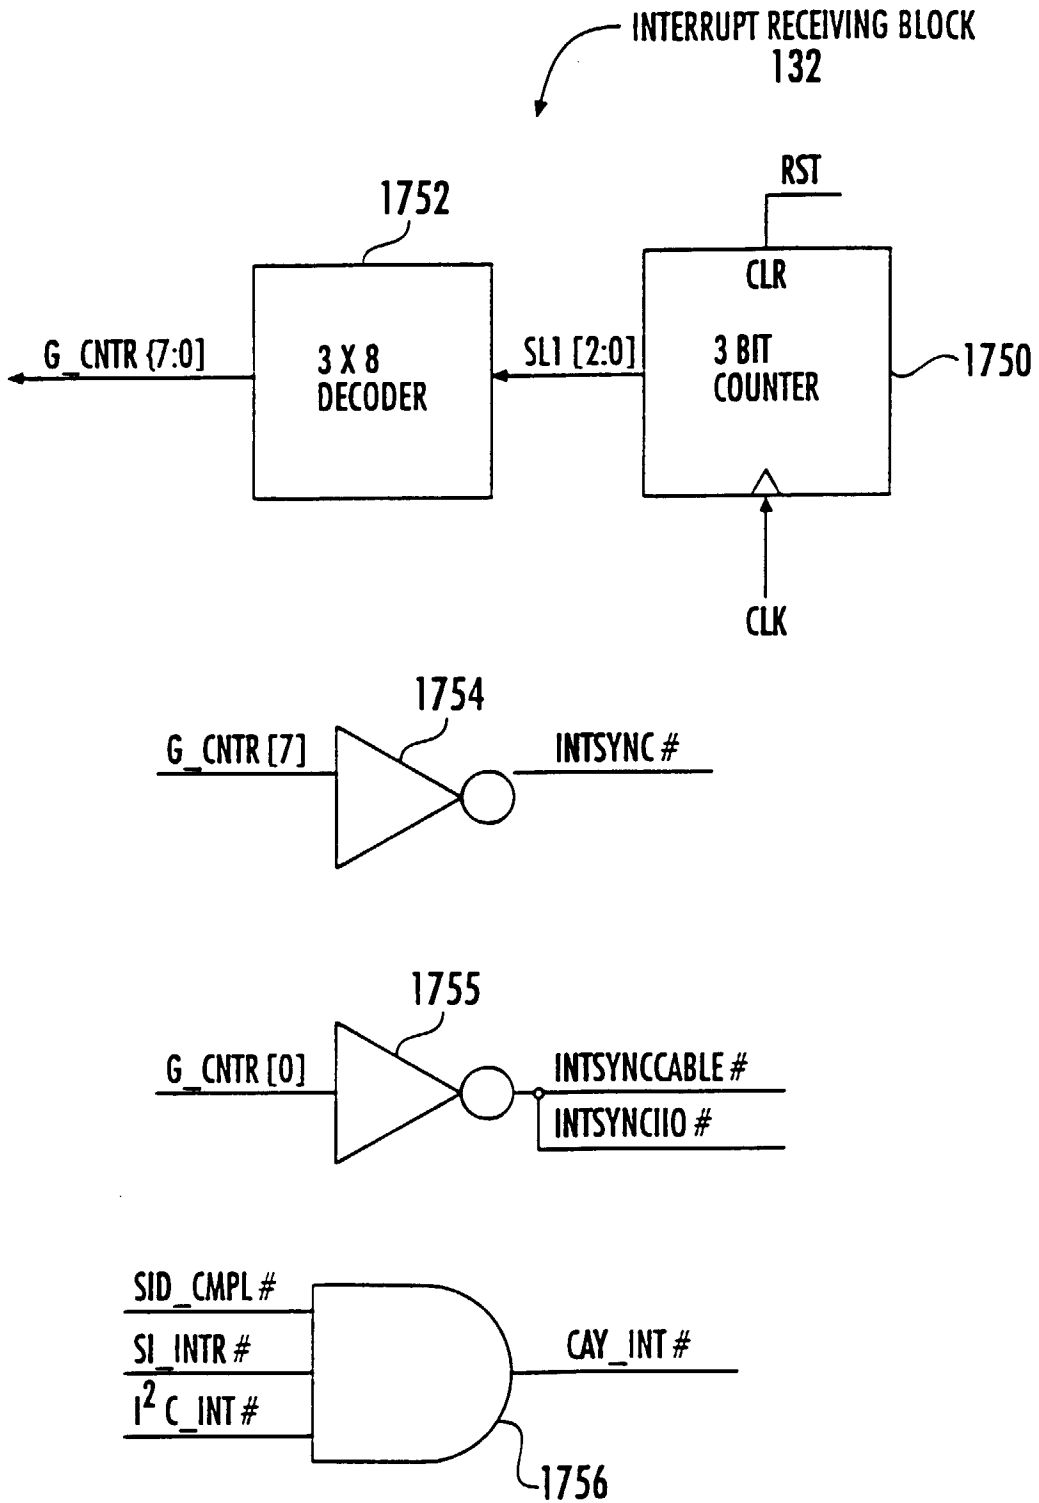 INTERRUPT RECEIVING BLOCK
132
RST
1752
CLR
G_CNTR {7:0]
3 X 8
DECODER
SL1 [2:0]
3 BIT
COUNTER
1750
CLK
1754
G_CNTR [7]
INTSYNC #
1755
G_CNTR [0]
INTSYNCCABLE #
INTSYNCIIO #
SID_CMPL #
SI_INTR #
I² C_INT #
CAY_INT #
1756